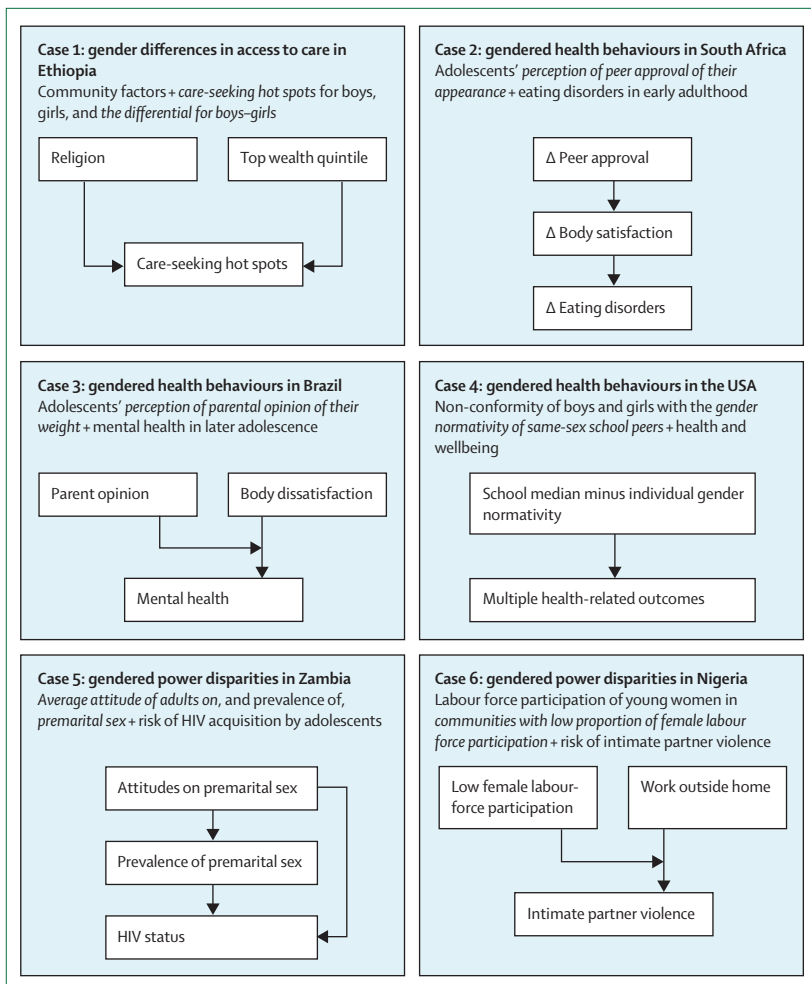 Case 1: gender differences in access to care in
Ethiopia
Community factors + care-seeking hot spots for boys,
girls, and the differential for boys–girls
Religion
Top wealth quintile
Care-seeking hot spots
Case 2: gendered health behaviours in South Africa
Adolescents’ perception of peer approval of their
appearance + eating disorders in early adulthood
Δ Peer approval
Δ Body satisfaction
Δ Eating disorders
Case 3: gendered health behaviours in Brazil
Adolescents’ perception of parental opinion of their
weight + mental health in later adolescence
Parent opinion
Body dissatisfaction
Mental health
Case 4: gendered health behaviours in the USA
Non-conformity of boys and girls with the gender
normativity of same-sex school peers + health and
wellbeing
School median minus individual gender
normativity
Multiple health-related outcomes
Case 5: gendered power disparities in Zambia
Average attitude of adults on, and prevalence of,
premarital sex + risk of HIV acquisition by adolescents
Attitudes on premarital sex
Prevalence of premarital sex
HIV status
Case 6: gendered power disparities in Nigeria
Labour force participation of young women in
communities with low proportion of female labour
force participation + risk of intimate partner violence
Low female labour-
force participation
Work outside home
Intimate partner violence